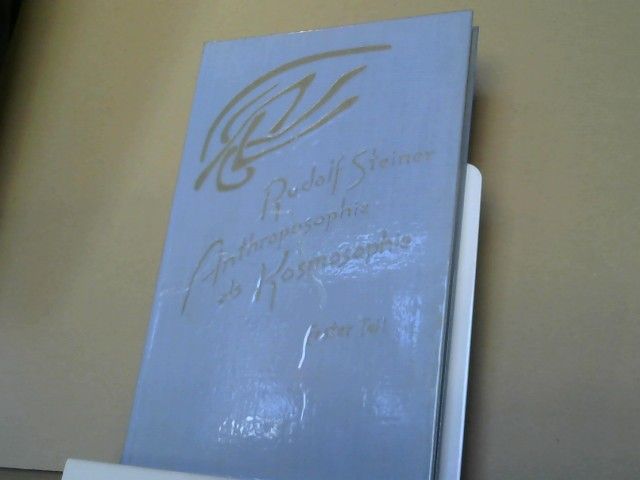 Rudolf Steiner
Anthroposophie
als Kosmosophie
Erster Teil